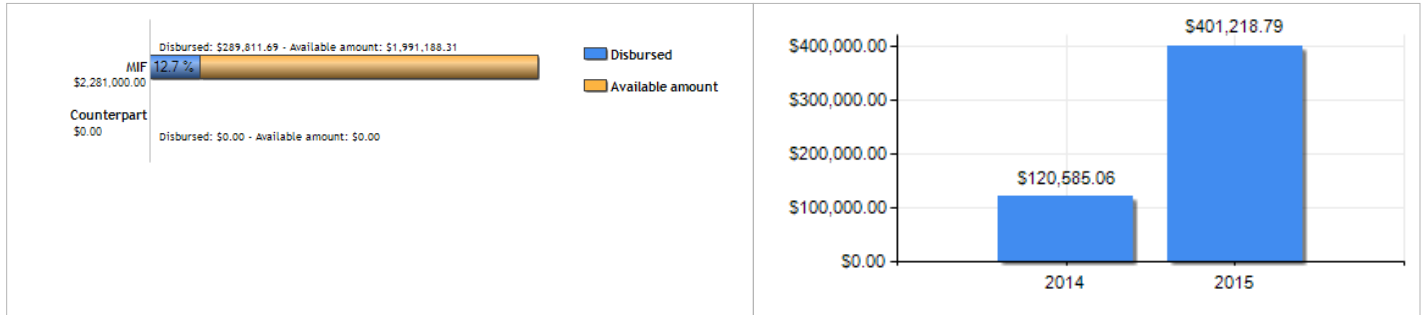 Disbursed: $289,811.69 - Available amount: $1,991,188.31
MIF
12.7 %
$2,281,000.00
Counterpart
$0.00
Disbursed: $0.00 - Available amount: $0.00
Disbursed
Available amount
$401,218.79
$400,000.00
$300,000.00
$200,000.00
$120,585.06
$100,000.00
$0.00
2014
2015